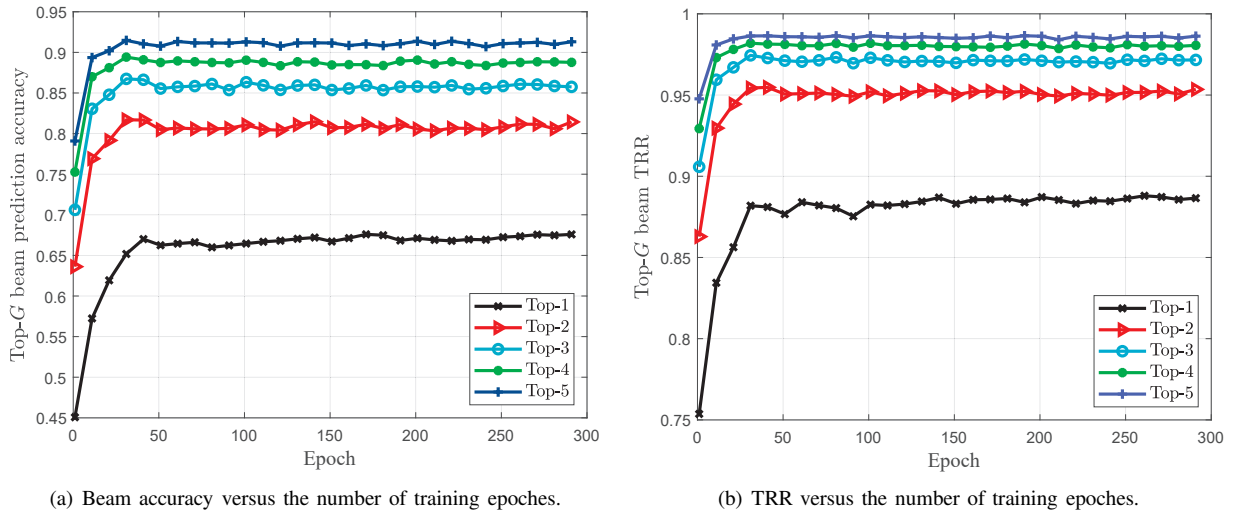 Top-G beam prediction accuracy
0.95
0.9
0.85
0.8
0.75
0.7
0.65
0.6
0.55
0.5
0.45
0
50
100
150
200
250
300
Epoch
Top-1
Top-2
Top-3
Top-4
Top-5
(a) Beam accuracy versus the number of training epoches.
Top-G beam TRR
1
0.95
0.9
0.85
0.8
0.75
0
50
100
150
200
250
300
Epoch
Top-1
Top-2
Top-3
Top-4
Top-5
(b) TRR versus the number of training epoches.